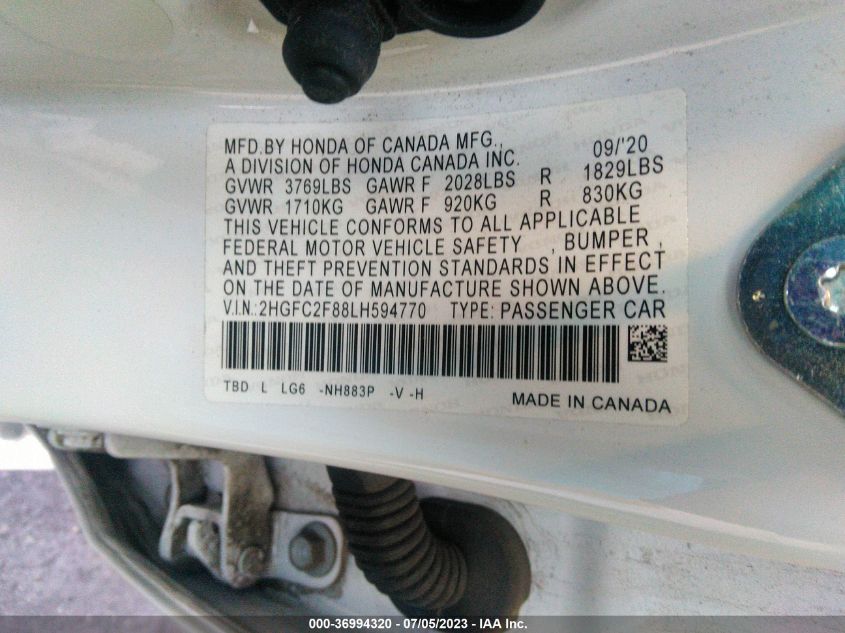 MFD.BY HONDA OF CANADA MFG., 09/'20
A DIVISION OF HONDA CANADA INC.
GVWR 3769LBS GAWR F 2028LBS R 1829LBS
GVWR 1710KG GAWR F 920KG R 830KG
THIS VEHICLE CONFORMS TO ALL APPLICABLE
FEDERAL MOTOR VEHICLE SAFETY , BUMPER ,
AND THEFT PREVENTION STANDARDS IN EFFECT
ON THE DATE OF MANUFACTURE SHOWN ABOVE.
V.I.N.: 2HGFC2F88LH594770 TYPE: PASSENGER CAR
TBD L LG6 -NH883P -V -H
MADE IN CANADA
000-36994320 - 07/05/2023 - IAA Inc.